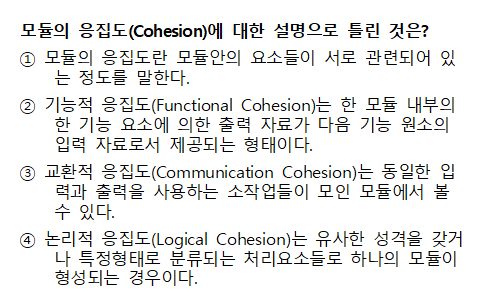 모듈의 응집도(Cohesion)에 대한 설명으로 틀린 것은?
① 모듈의 응집도란 모듈안의 요소들이 서로 관련되어 있
는 정도를 말한다.
② 기능적 응집도(Functional Cohesion)는 한 모듈 내부의
한 기능 요소에 의한 출력 자료가 다음 기능 원소의
입력 자료로서 제공되는 형태이다.
③ 교환적 응집도(Communication Cohesion)는 동일한 입
력과 출력을 사용하는 소작업들이 모인 모듈에서 볼
수 있다.
④ 논리적 응집도(Logical Cohesion)는 유사한 성격을 갖거
나 특정형태로 분류되는 처리요소들로 하나의 모듈이
형성되는 경우이다.